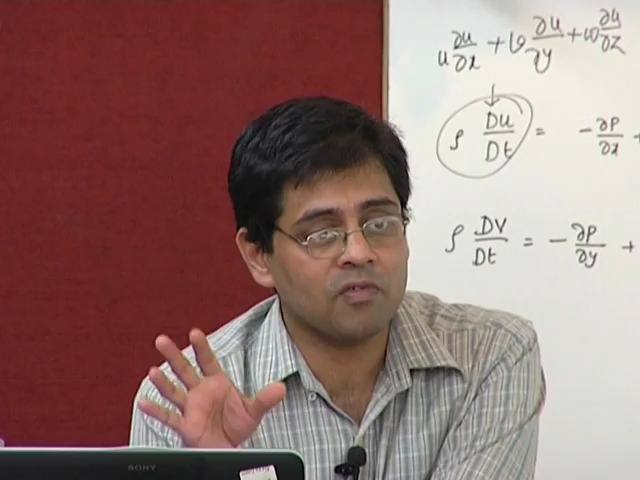 u ∂u/∂x + v ∂u/∂y + w ∂u/∂z
ρ Du/Dt = - ∂P/∂x +
ρ DV/Dt = - ∂P/∂y +
SONY